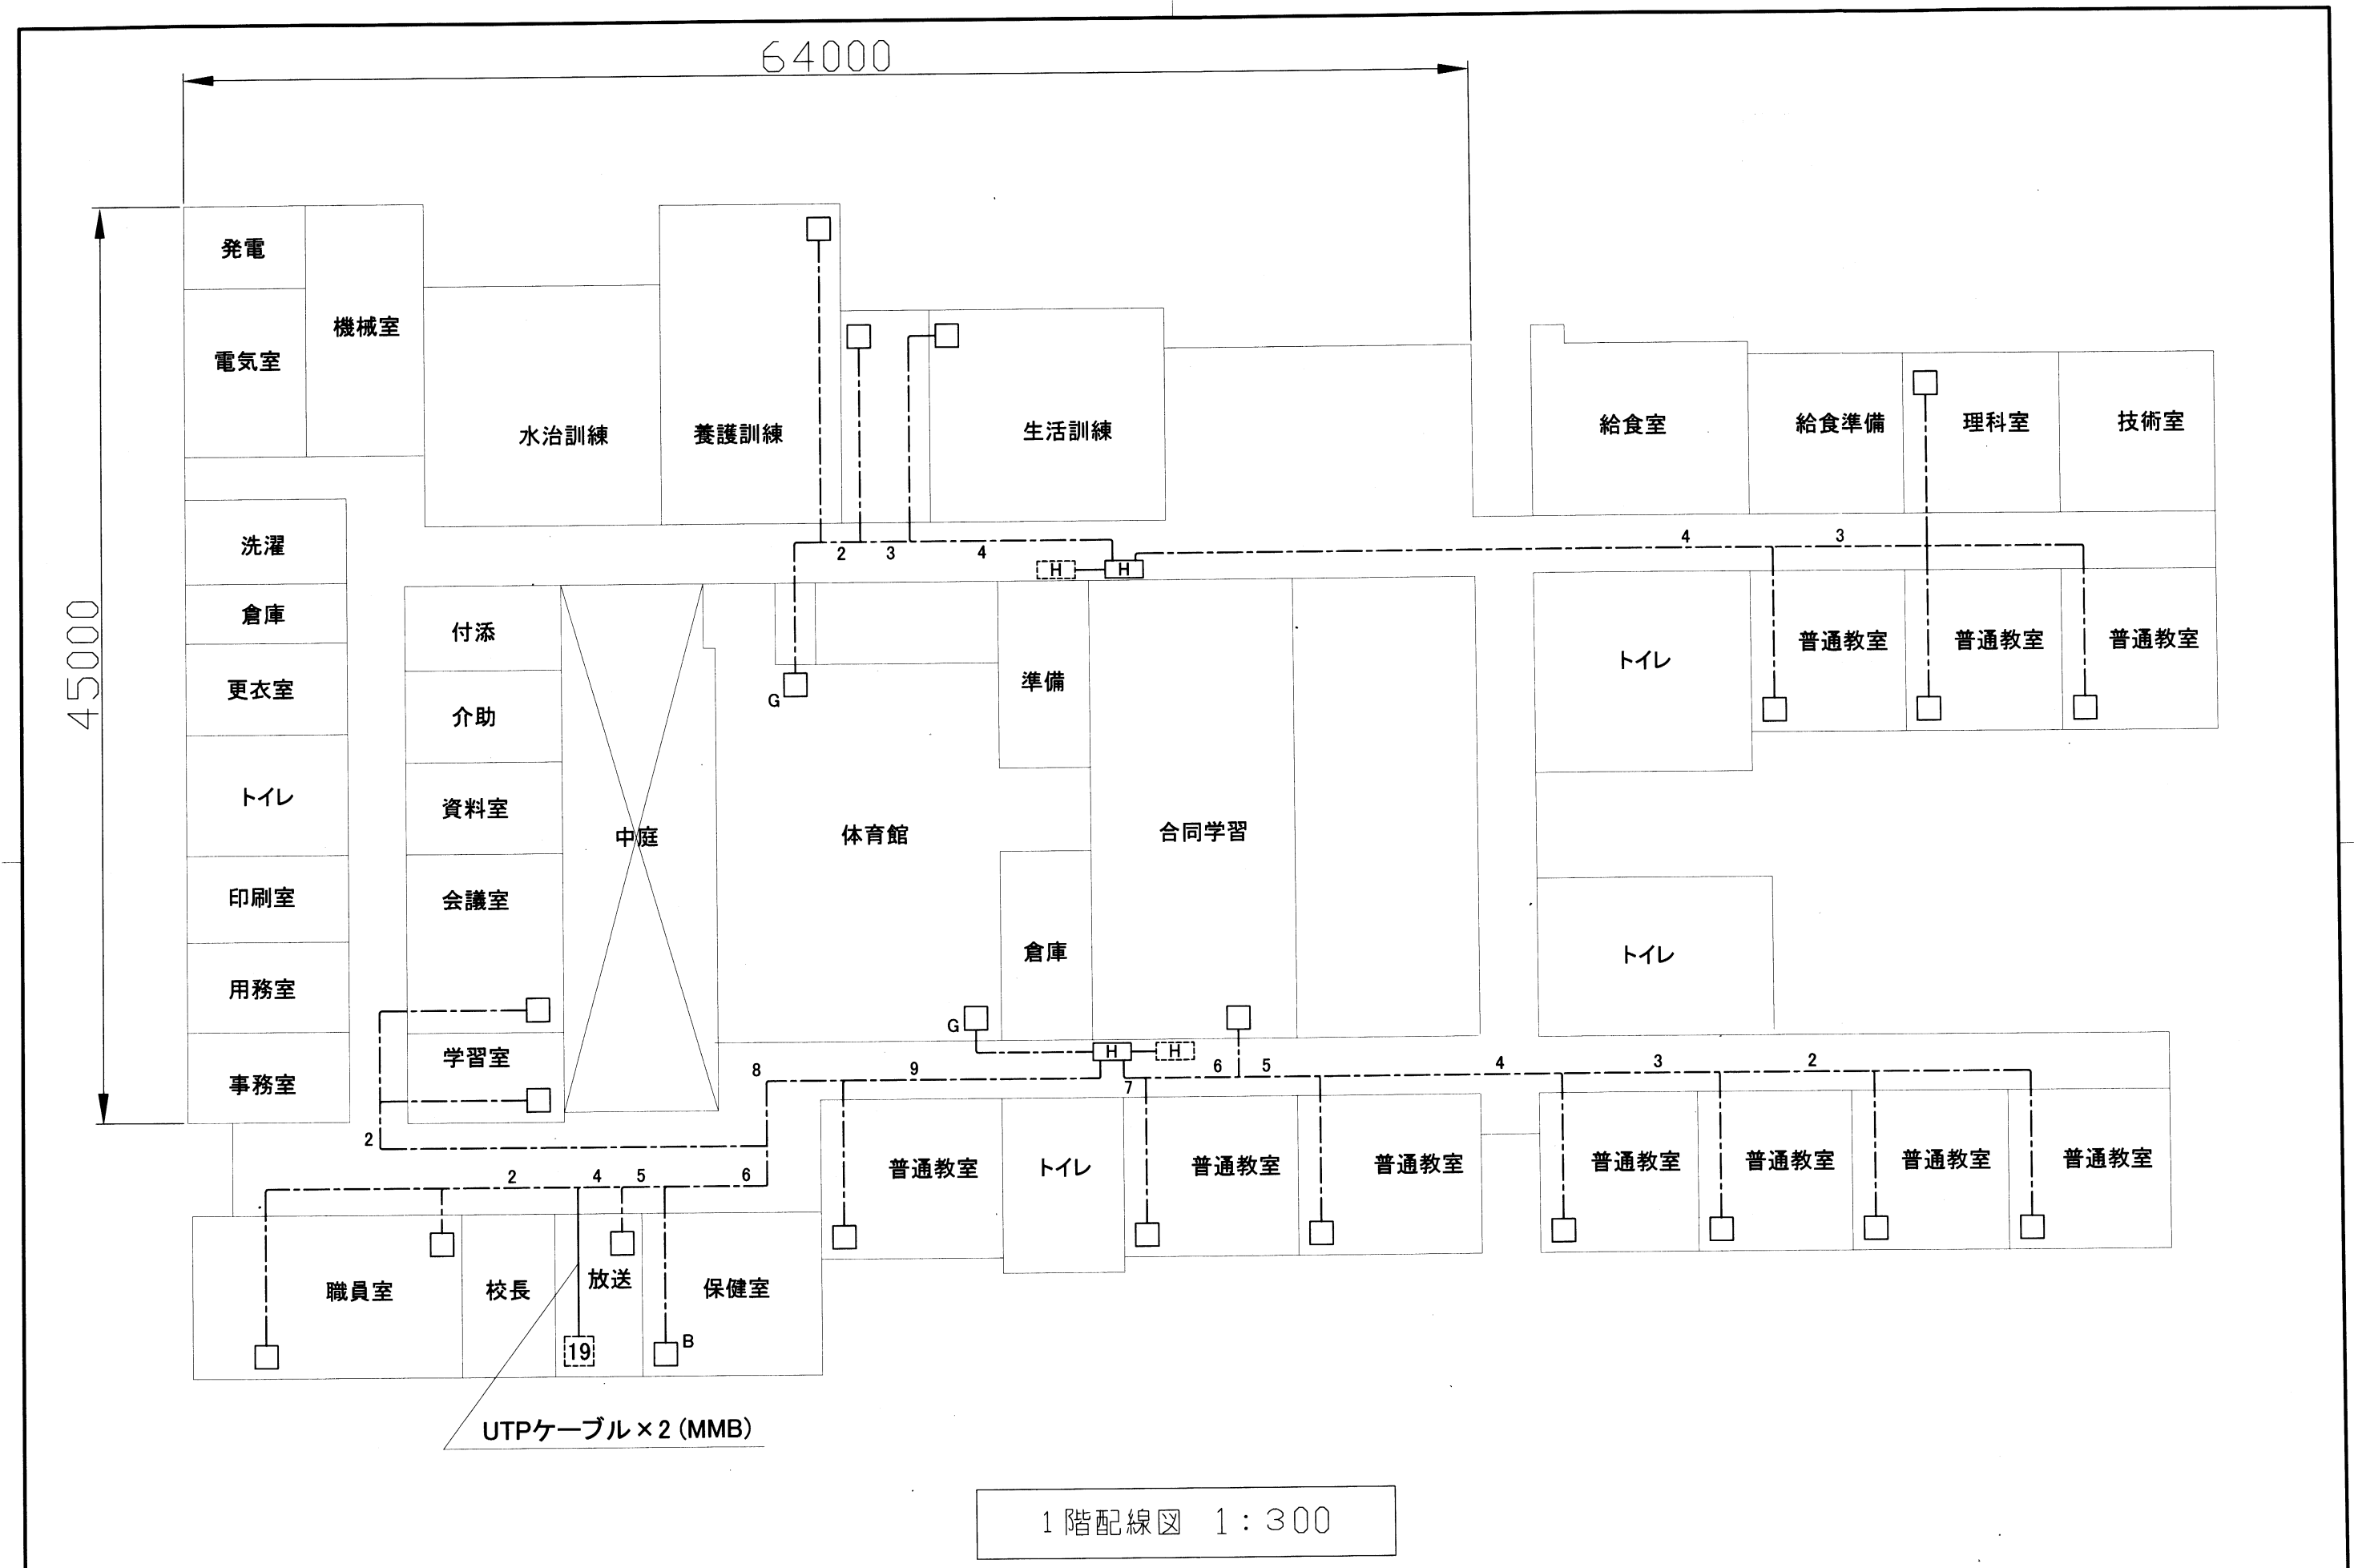 64000
45000
発電
機械室
電気室
水治訓練
養護訓練
生活訓練
給食室
給食準備
理科室
技術室
洗濯
2
3
4
4
3
H
H
倉庫
付添
準備
トイレ
普通教室
普通教室
普通教室
更衣室
介助
G
トイレ
資料室
中庭
体育館
合同学習
印刷室
会議室
倉庫
トイレ
用務室
G
事務室
学習室
H
H
8
9
7
6
5
4
3
2
2
2
4
5
6
普通教室
トイレ
普通教室
普通教室
普通教室
普通教室
普通教室
普通教室
職員室
校長
放送
保健室
19
B
UTPケーブル×2(MMB)
1階配線図 1:300